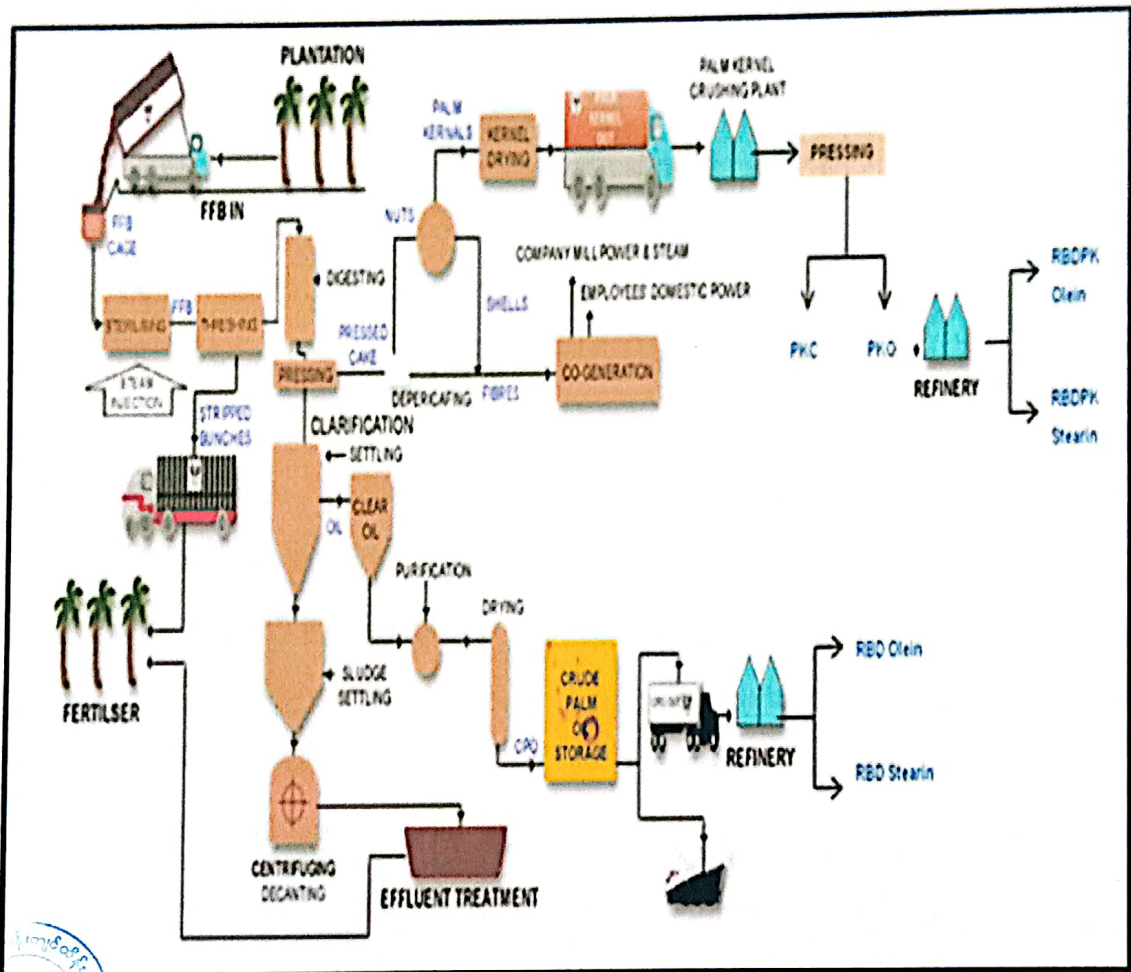 PLANTATION
FFB IN
FFB
CAGE
STERILISING
FFB
THRESHING
STEAM
INJECTION
STRIPPED
BUNCHES
DIGESTING
PRESSING
PRESSED
CAKE
NUTS
PALM
KERNALS
KERNEL
DRYING
KERNEL
OUT
PALM KERNEL
CRUSHING PLANT
PRESSING
PKC
PKO
REFINERY
RBDPK
Olein
RBDPK
Stearin
SHELLS
COMPANY MILL POWER & STEAM
EMPLOYEES' DOMESTIC POWER
CO-GENERATION
DEPERICAFING
FIBRES
CLARIFICATION
SETTLING
OIL
CLEAR
OIL
PURIFICATION
DRYING
SLUDGE
SETTLING
CPO
CRUDE
PALM
STORAGE
REFINERY
RBD Olein
RBD Stearin
FERTILSER
CENTRIFUGING
DECANTING
EFFLUENT TREATMENT